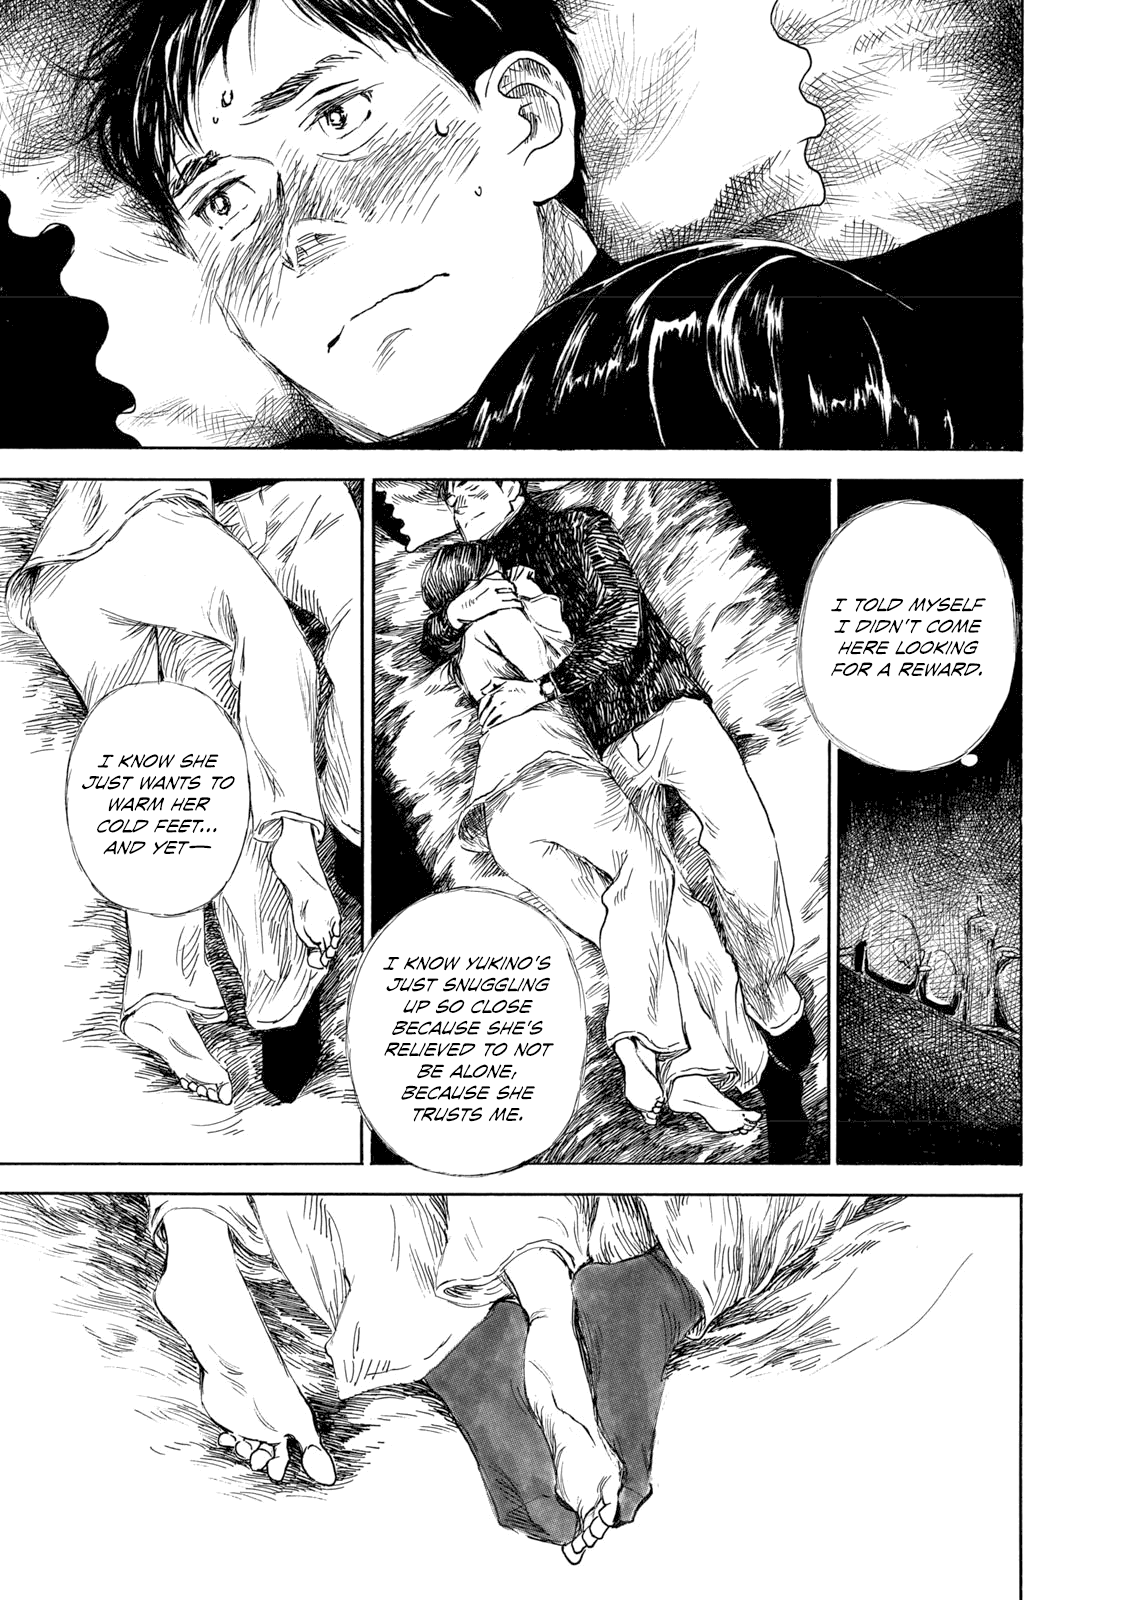 I TOLD MYSELF
I DIDN'T COME
HERE LOOKING
FOR A REWARD.
I KNOW YUKINO'S
JUST SNUGGLING
UP SO CLOSE
BECAUSE SHE'S
RELIEVED TO NOT
BE ALONE,
BECAUSE SHE
TRUSTS ME.
I KNOW SHE
JUST WANTS TO
WARM HER
COLD FEET...
AND YET—